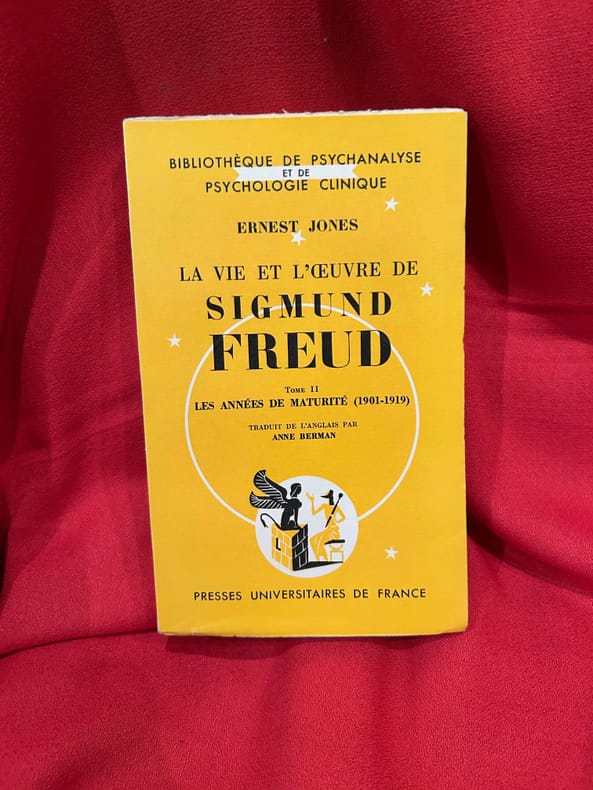 BIBLIOTHÈQUE DE PSYCHANALYSE
ET DE
PSYCHOLOGIE CLINIQUE
ERNEST JONES
LA VIE ET L'ŒUVRE DE
SIGMUND
FREUD
TOME II
LES ANNÉES DE MATURITÉ (1901-1919)
TRADUIT DE L'ANGLAIS PAR
ANNE BERMAN
PRESSES UNIVERSITAIRES DE FRANCE